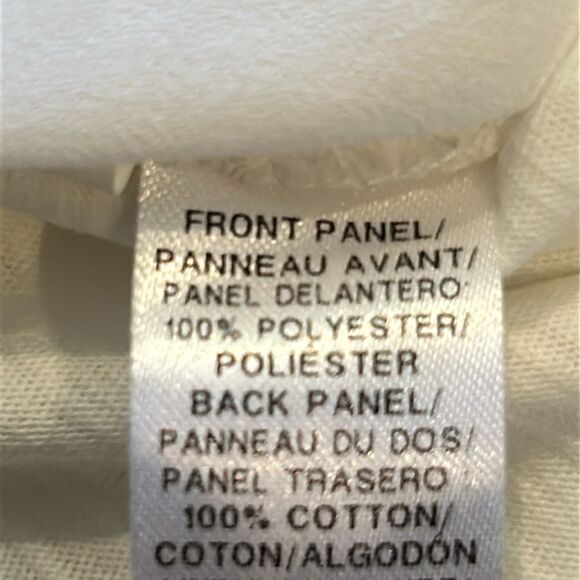 FRONT PANEL/
PANNEAU AVANT/
PANEL DELANTERO:
100% POLYESTER/
POLIÉSTER
BACK PANEL/
PANNEAU DU DOS/
PANEL TRASERO :
100% COTTON/
COTON/ALGODÓN